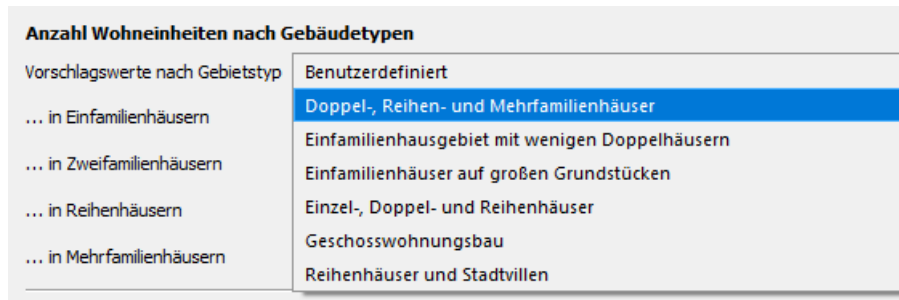 Anzahl Wohneinheiten nach Gebäudetypen
Vorschlagswerte nach Gebietstyp
Benutzerdefiniert
Doppel-, Reihen- und Mehrfamilienhäuser
Einfamilienhausgebiet mit wenigen Doppelhäusern
Einfamilienhäuser auf großen Grundstücken
Einzel-, Doppel- und Reihenhäuser
Geschosswohnungsbau
Reihenhäuser und Stadtvillen
... in Einfamilienhäusern
... in Zweifamilienhäusern
... in Reihenhäusern
... in Mehrfamilienhäusern